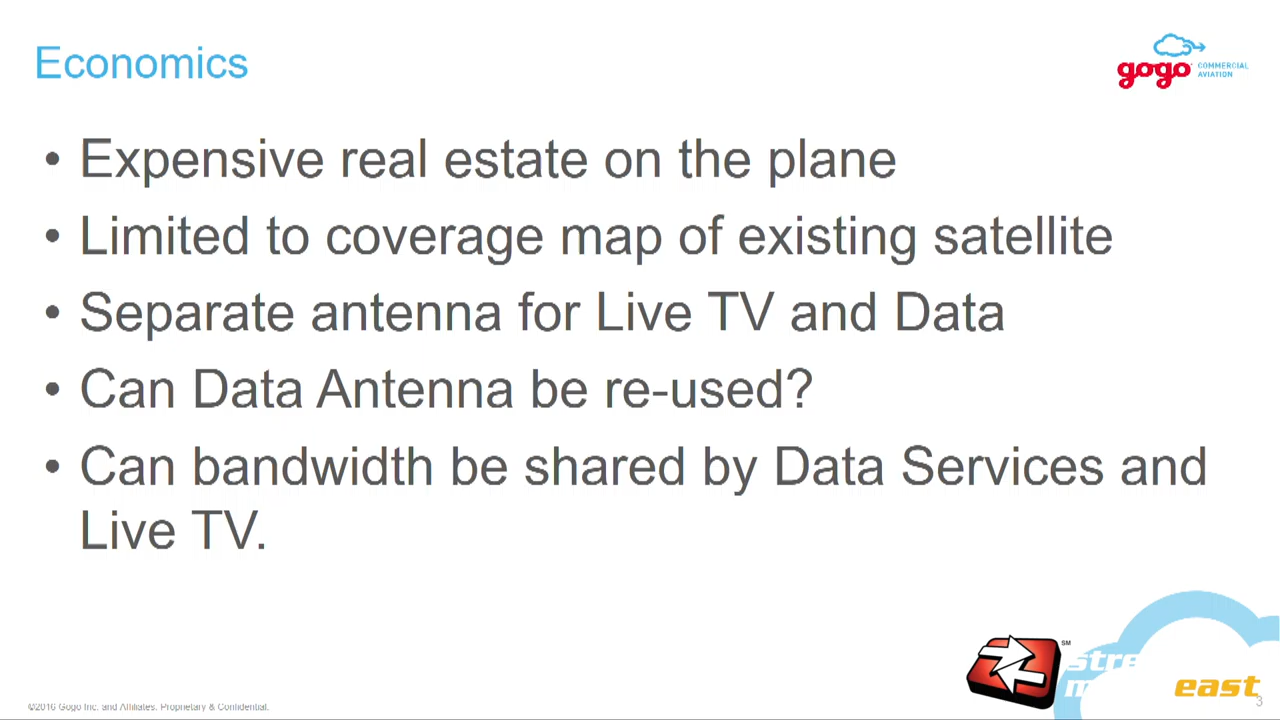 Economics
gogo COMMERCIAL
AVIATION
• Expensive real estate on the plane
• Limited to coverage map of existing satellite
• Separate antenna for Live TV and Data
• Can Data Antenna be re-used?
• Can bandwidth be shared by Data Services and
Live TV.
SM
east
©2016 Gogo Inc. and Affiliates. Proprietary & Confidential.
3